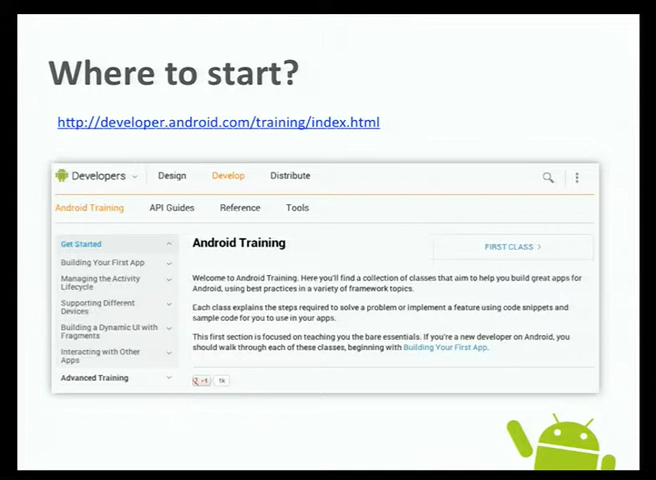 Where to start?
http://developer.android.com/training/index.html
Developers Design Develop Distribute
Android Training API Guides Reference Tools
Get Started
Building Your First App
Managing the Activity
Lifecycle
Supporting Different
Devices
Building a Dynamic UI with
Fragments
Interacting with Other
Apps
Advanced Training
Android Training
FIRST CLASS
Welcome to Android Training. Here you'll find a collection of classes that aim to help you build great apps for
Android, using best practices in a variety of framework topics.
Each class explains the steps required to solve a problem or implement a feature using code snippets and
sample code for you to use in your apps.
This first section is focused on teaching you the bare essentials. If you're a new developer on Android, you
should walk through each of these classes, beginning with Building Your First App.
+1 1k